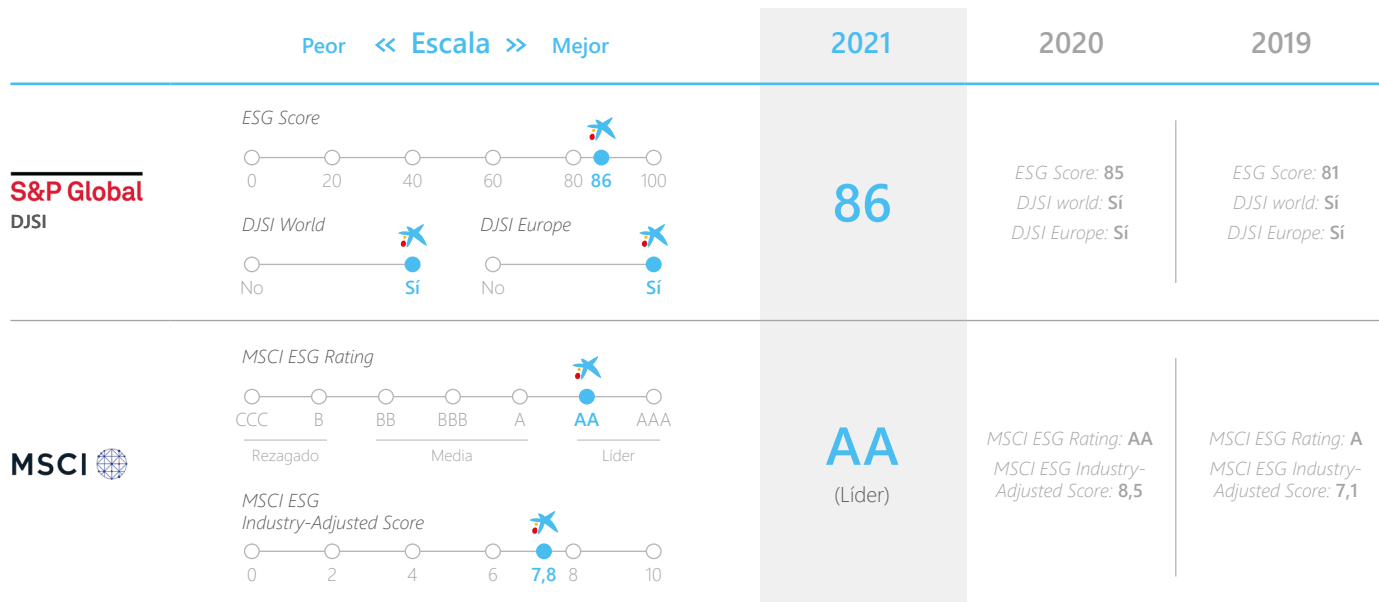 Peor « Escala » Mejor 2021 2020 2019
S&P Global
DJSI
ESG Score
0 20 40 60 80 86 100
DJSI World DJSI Europe
No Sí No Sí
86
ESG Score: 85
DJSI world: Sí
DJSI Europe: Sí
ESG Score: 81
DJSI world: Sí
DJSI Europe: Sí
MSCI
MSCI ESG Rating
CCC B BB BBB A AA AAA
Rezagado Media Líder
MSCI ESG
Industry-Adjusted Score
0 2 4 6 7,8 8 10
AA
(Líder)
MSCI ESG Rating: AA
MSCI ESG Industry-
Adjusted Score: 8,5
MSCI ESG Rating: A
MSCI ESG Industry-
Adjusted Score: 7,1